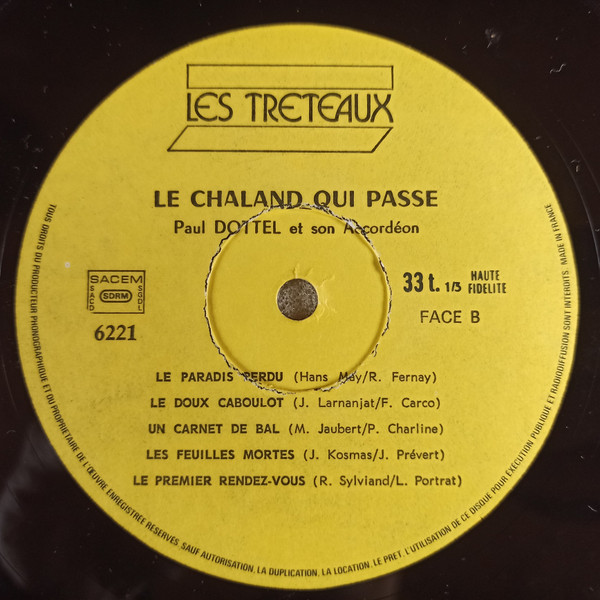 LES TRETEAUX
LE CHALAND QUI PASSE
Paul DOTTEL et son Accordéon
SACEM
SACD
SDRM
SGDL
6221
33 t. 1/3 HAUTE FIDELITE
FACE B
LE PARADIS PERDU (Hans May/R. Fernay)
LE DOUX CABOULOT (J. Larnanjat/F. Carco)
UN CARNET DE BAL (M. Jaubert/P. Charline)
LES FEUILLES MORTES (J. Kosmas/J. Prévert)
LE PREMIER RENDEZ-VOUS (R. Sylviand/L. Portrat)
TOUS DROITS DU PRODUCTEUR PHONOGRAPHIQUE ET DU PROPRIETAIRE DE L'ŒUVRE ENREGISTREE RESERVES. SAUF AUTORISATION, LA DUPLICATION, LA LOCATION, LE PRET, L'UTILISATION DE CE DISQUE POUR EXECUTION PUBLIQUE ET RADIODIFFUSION SONT INTERDITS. MADE IN FRANCE